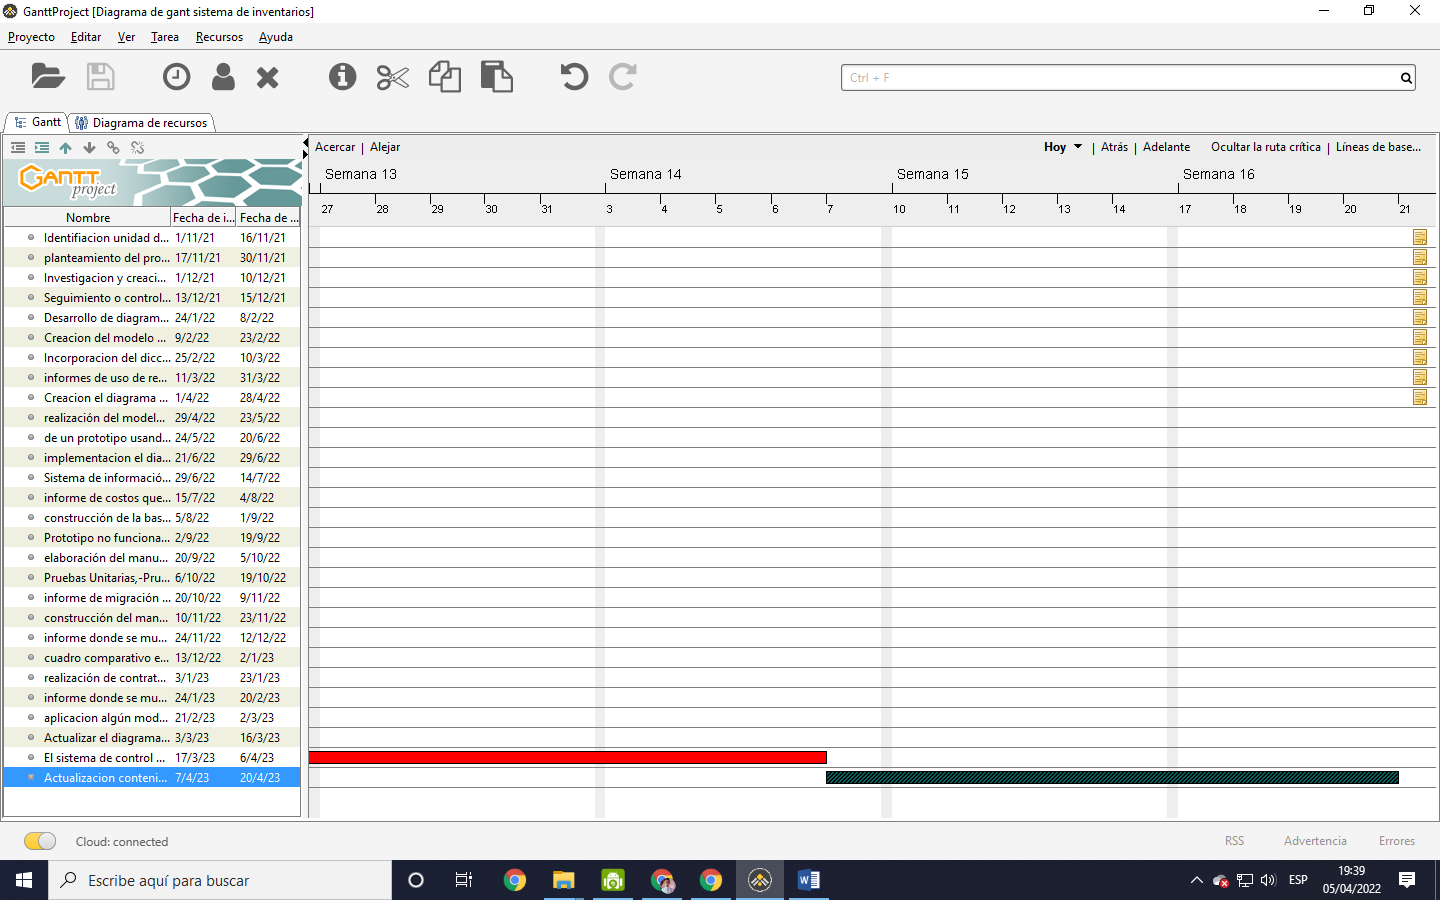 GanttProject [Diagrama de gant sistema de inventarios]
Proyecto Editar Ver Tarea Recursos Ayuda
Ctrl + F
Gantt Diagrama de recursos
Acercar | Alejar Hoy | Atrás | Adelante Ocultar la ruta crítica | Líneas de base...
GANTT project
Semana 13 Semana 14 Semana 15 Semana 16
27 28 29 30 31 3 4 5 6 7 10 11 12 13 14 17 18 19 20 21
Nombre Fecha de i... Fecha de ...
Identifiacion unidad d... 1/11/21 16/11/21
planteamiento del pro... 17/11/21 30/11/21
Investigacion y creaci... 1/12/21 10/12/21
Seguimiento o control... 13/12/21 15/12/21
Desarrollo de diagram... 24/1/22 8/2/22
Creacion del modelo ... 9/2/22 23/2/22
Incorporacion del dicc... 25/2/22 10/3/22
informes de uso de re... 11/3/22 31/3/22
Creacion el diagrama ... 1/4/22 28/4/22
realización del model... 29/4/22 23/5/22
de un prototipo usand... 24/5/22 20/6/22
implementacion el dia... 21/6/22 29/6/22
Sistema de informació... 29/6/22 14/7/22
informe de costos que... 15/7/22 4/8/22
construcción de la bas... 5/8/22 1/9/22
Prototipo no funciona... 2/9/22 19/9/22
elaboración del manu... 20/9/22 5/10/22
Pruebas Unitarias,-Pru... 6/10/22 19/10/22
informe de migración ... 20/10/22 9/11/22
construcción del man... 10/11/22 23/11/22
informe donde se mu... 24/11/22 12/12/22
cuadro comparativo e... 13/12/22 2/1/23
realización de contrat... 3/1/23 23/1/23
informe donde se mu... 24/1/23 20/2/23
aplicacion algún mod... 21/2/23 2/3/23
Actualizar el diagrama... 3/3/23 16/3/23
El sistema de control ... 17/3/23 6/4/23
Actualizacion conteni... 7/4/23 20/4/23
Cloud: connected RSS Advertencia Errores
Escribe aquí para buscar ESP 19:39
05/04/2022